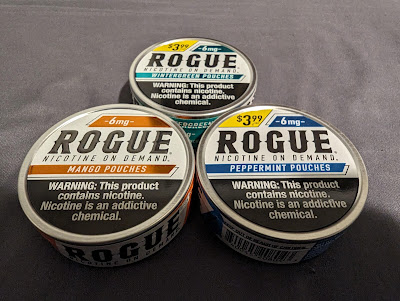 $3.99
-6mg-
ROGUE
NICOTINE ON DEMAND.
WINTERGREEN POUCHES
WARNING: This product
contains nicotine.
Nicotine is an addictive
chemical.
-6mg-
ROGUE
NICOTINE ON DEMAND.
MANGO POUCHES
WARNING: This product
contains nicotine.
Nicotine is an addictive
chemical.
ROGUE
$3.99
-6mg-
ROGUE
NICOTINE ON DEMAND.
PEPPERMINT POUCHES
WARNING: This product
contains nicotine.
Nicotine is an addictive
chemical.